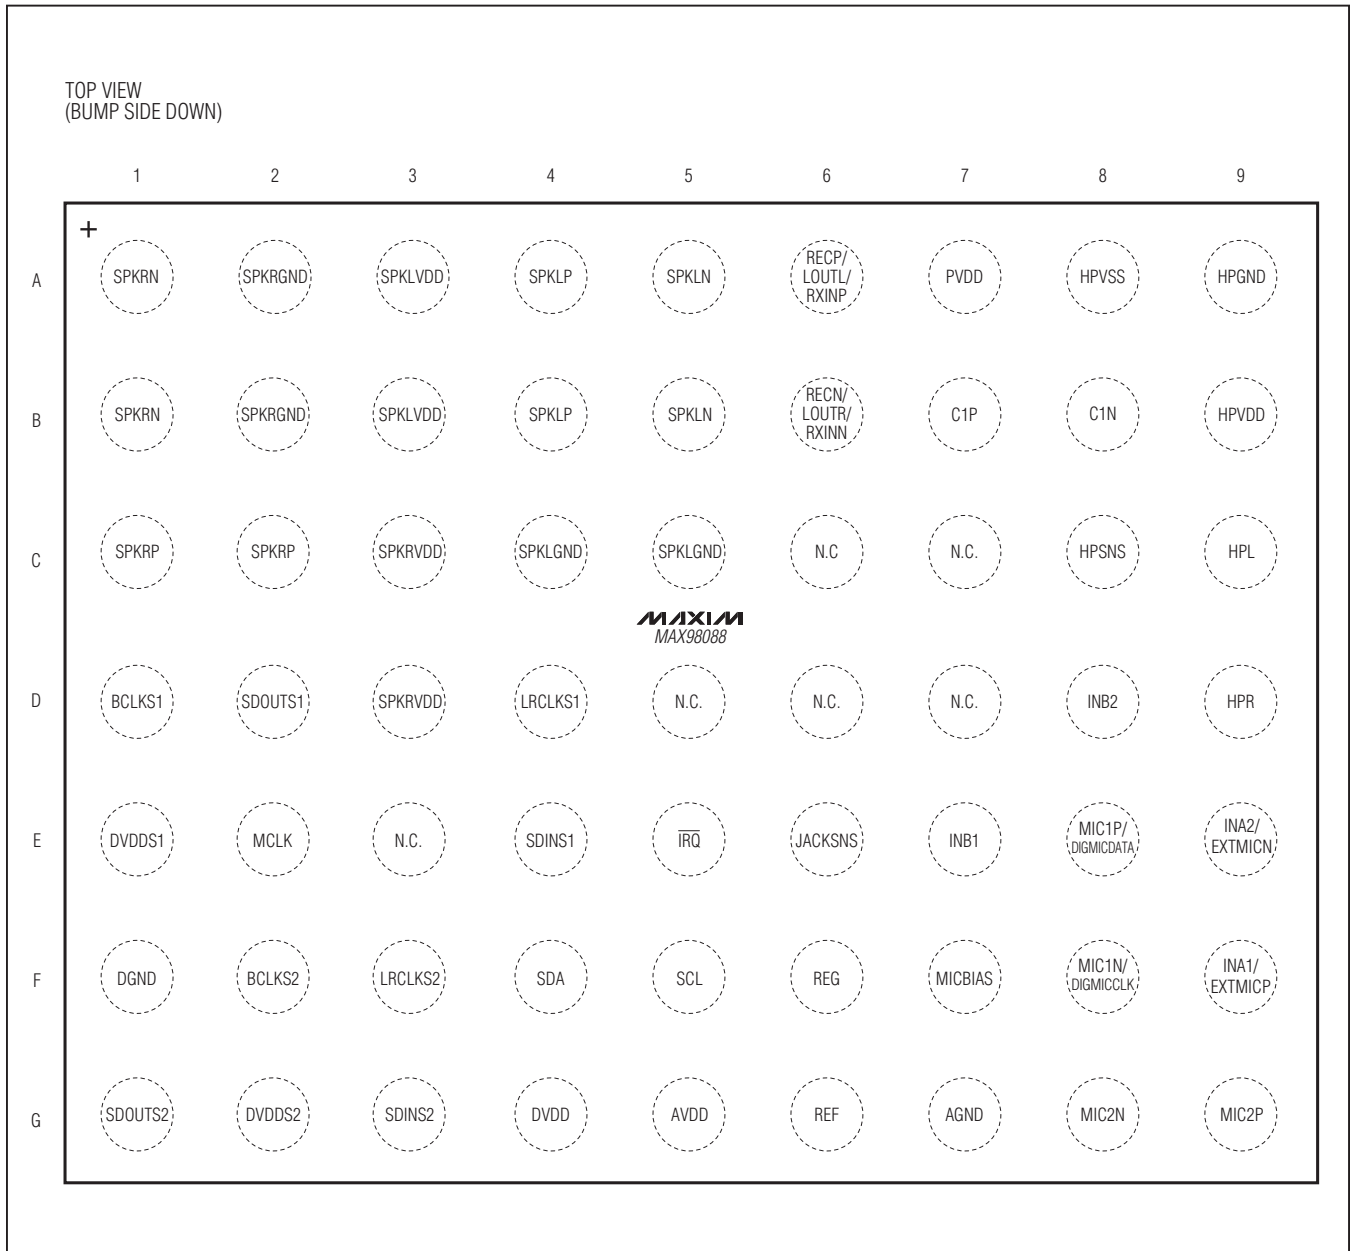 TOP VIEW
(BUMP SIDE DOWN)
1 2 3 4 5 6 7 8 9
+
A SPKRN SPKRGND SPKLVDD SPKLP SPKLN RECP/ LOUTL/ RXINP PVDD HPVSS HPGND
B SPKRN SPKRGND SPKLVDD SPKLP SPKLN RECN/ LOUTR/ RXINN C1P C1N HPVDD
C SPKRP SPKRP SPKRVDD SPKLGND SPKLGND N.C N.C. HPSNS HPL
MAXIM
MAX98088
D BCLKS1 SDOUTS1 SPKRVDD LRCLKS1 N.C. N.C. N.C. INB2 HPR
E DVDDS1 MCLK N.C. SDINS1 I̅R̅Q̅ JACKSNS INB1 MIC1P/ DIGMICDATA INA2/ EXTMICN
F DGND BCLKS2 LRCLKS2 SDA SCL REG MICBIAS MIC1N/ DIGMICCLK INA1/ EXTMICP
G SDOUTS2 DVDDS2 SDINS2 DVDD AVDD REF AGND MIC2N MIC2P